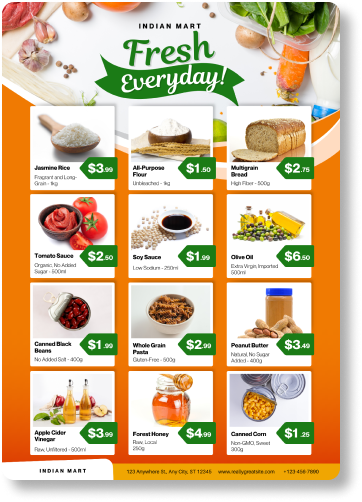 INDIAN MART
Fresh
Everyday!
Jasmine Rice
Fragrant and Long-
Grain - 1kg
$3.99
All-Purpose
Flour
Unbleached - 1kg
$1.50
Multigrain
Bread
High Fiber - 500g
$2.75
Tomato Sauce
Organic, No Added
Sugar - 500ml
$2.50
Soy Sauce
Low Sodium - 250ml
$1.99
Olive Oil
Extra Virgin, Imported
500ml
$6.50
Canned Black
Beans
No Added Salt - 400g
$1.99
Whole Grain
Pasta
Gluten-Free - 500g
$2.99
Peanut Butter
Natural, No Sugar
Added - 400g
$3.49
Apple Cider
Vinegar
Raw, Unfiltered - 500ml
$3.99
Forest Honey
Raw, Local
250g
$4.99
Canned Corn
Non-GMO, Sweet
300g
$1.25
INDIAN MART
123 Anywhere St, Any City, ST 12345
www.reallygreatsite.com
+123-456-7890